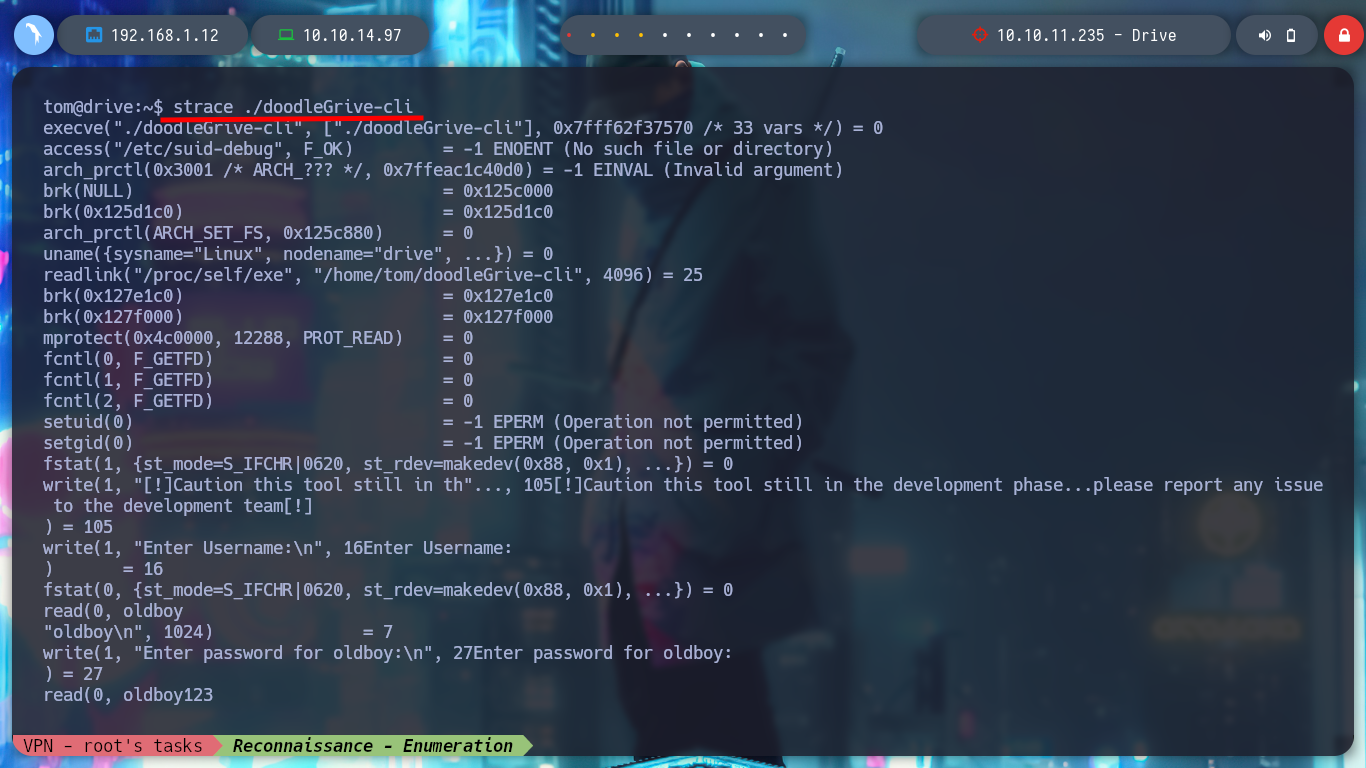 192.168.1.12
10.10.14.97
10.10.11.235 - Drive
tom@drive:~$ strace ./doodleGrive-cli
execve("./doodleGrive-cli", ["./doodleGrive-cli"], 0x7fff62f37570 /* 33 vars */) = 0
access("/etc/suid-debug", F_OK)         = -1 ENOENT (No such file or directory)
arch_prctl(0x3001 /* ARCH_??? */, 0x7ffeac1c40d0) = -1 EINVAL (Invalid argument)
brk(NULL)                               = 0x125c000
brk(0x125d1c0)                          = 0x125d1c0
arch_prctl(ARCH_SET_FS, 0x125c880)      = 0
uname({sysname="Linux", nodename="drive", ...}) = 0
readlink("/proc/self/exe", "/home/tom/doodleGrive-cli", 4096) = 25
brk(0x127e1c0)                          = 0x127e1c0
brk(0x127f000)                          = 0x127f000
mprotect(0x4c0000, 12288, PROT_READ)    = 0
fcntl(0, F_GETFD)                       = 0
fcntl(1, F_GETFD)                       = 0
fcntl(2, F_GETFD)                       = 0
setuid(0)                               = -1 EPERM (Operation not permitted)
setgid(0)                               = -1 EPERM (Operation not permitted)
fstat(1, {st_mode=S_IFCHR|0620, st_rdev=makedev(0x88, 0x1), ...}) = 0
write(1, "[!]Caution this tool still in th"..., 105[!]Caution this tool still in the development phase...please report any issue
 to the development team[!]
) = 105
write(1, "Enter Username:\n", 16Enter Username:
)       = 16
fstat(0, {st_mode=S_IFCHR|0620, st_rdev=makedev(0x88, 0x1), ...}) = 0
read(0, oldboy
"oldboy\n", 1024)               = 7
write(1, "Enter password for oldboy:\n", 27Enter password for oldboy:
) = 27
read(0, oldboy123
VPN - root's tasks
Reconnaissance - Enumeration